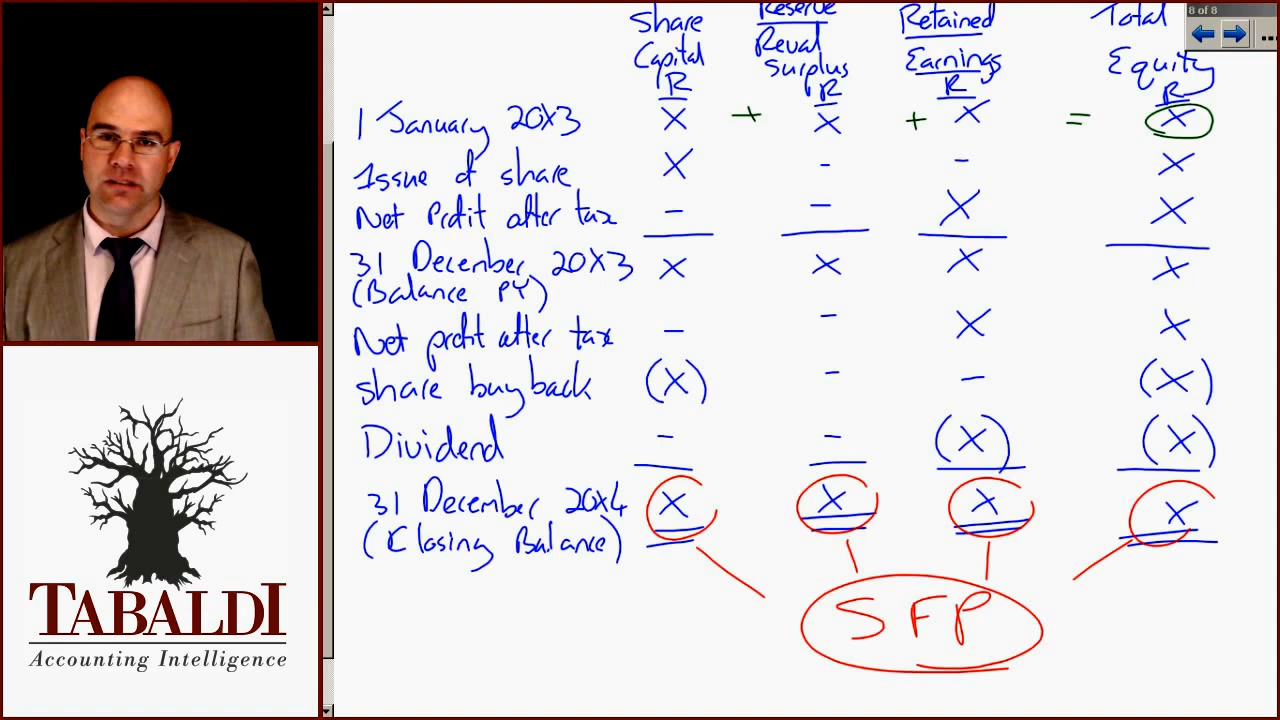 8 of 8
Share Capital R
Reserve Reval Surplus R
Retained Earnings R
Total Equity R
1 January 20X3 X + X + X = X
Issue of share X - - X
Net Profit after tax - - X X
31 December 20X3 X X X X
(Balance PY)
Net profit after tax - - X X
Share buy back (X) - - (X)
Dividend - - (X) (X)
31 December 20X4 X X X X
(Closing Balance)
SFP
TABALDI
Accounting Intelligence